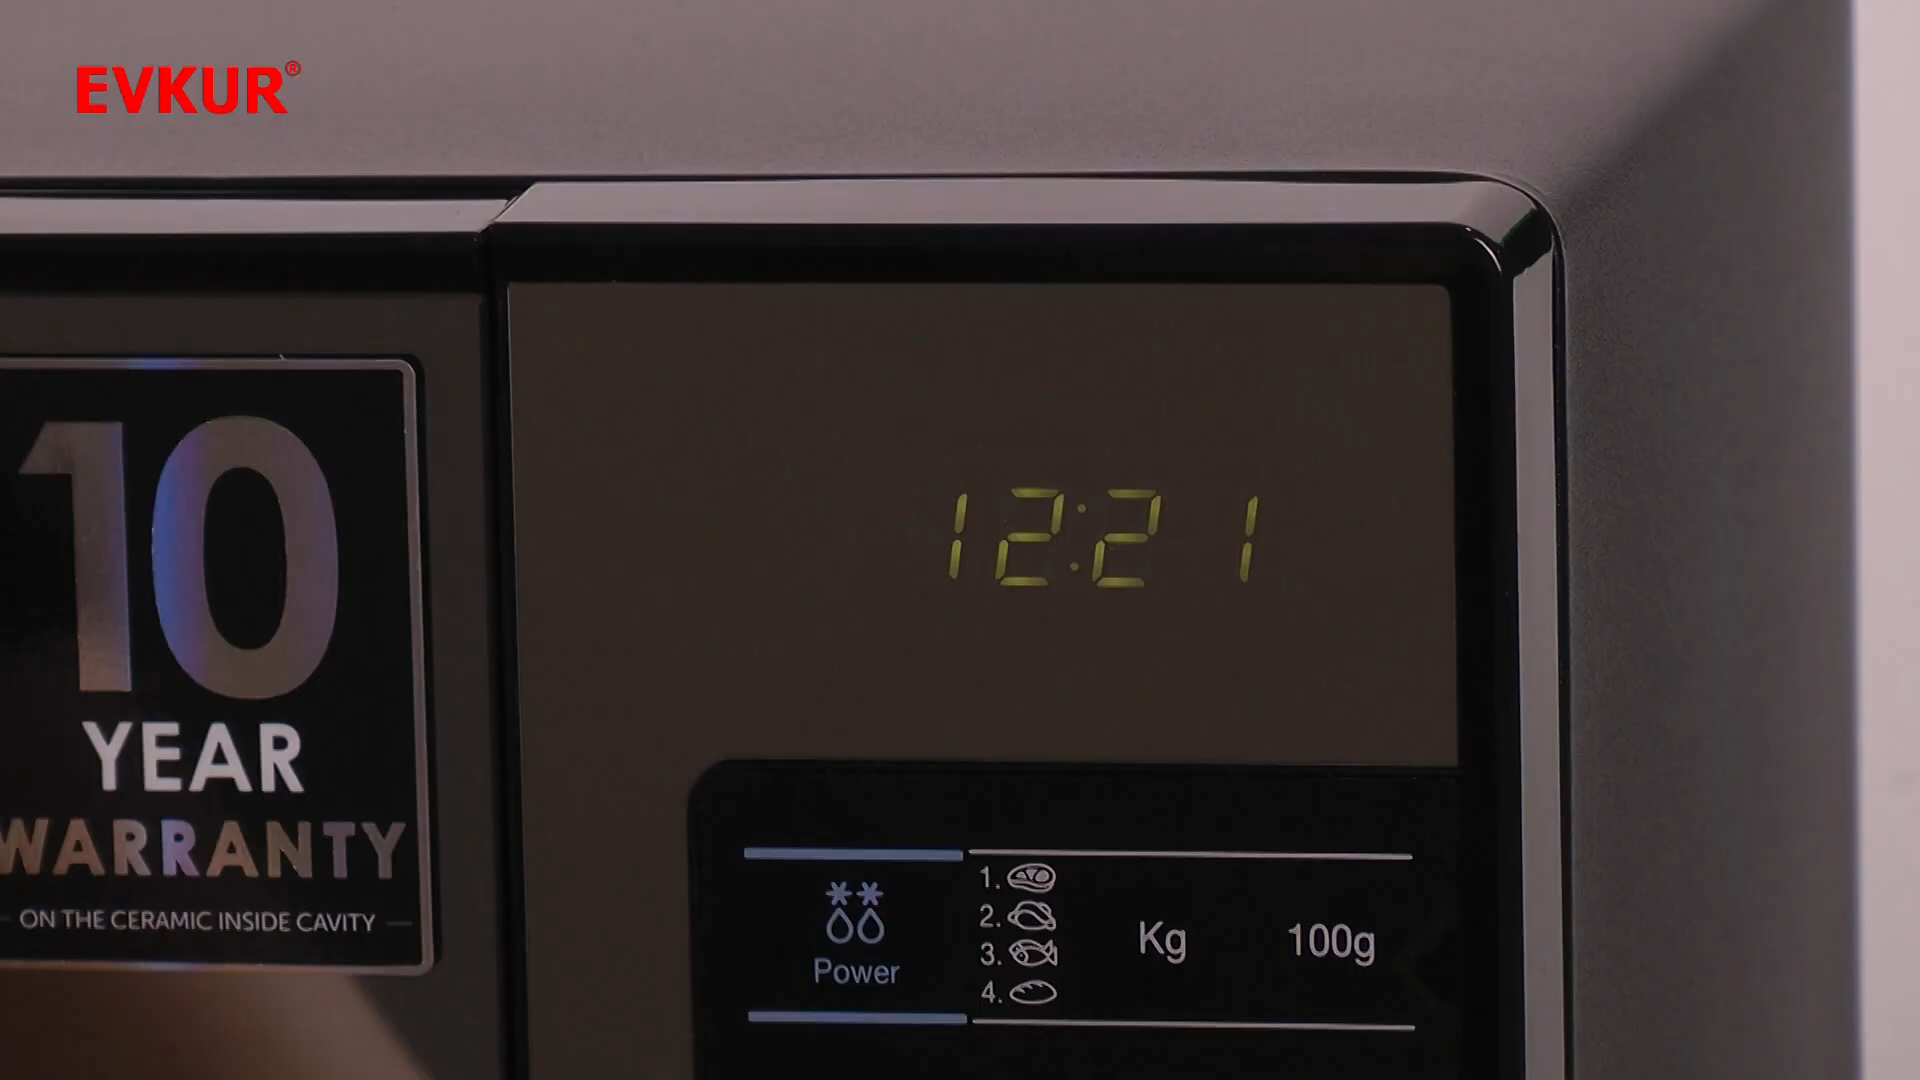 EVKUR®
12:21
10
YEAR
WARRANTY
ON THE CERAMIC INSIDE CAVITY
Power
1.
2.
3.
4.
Kg
100g